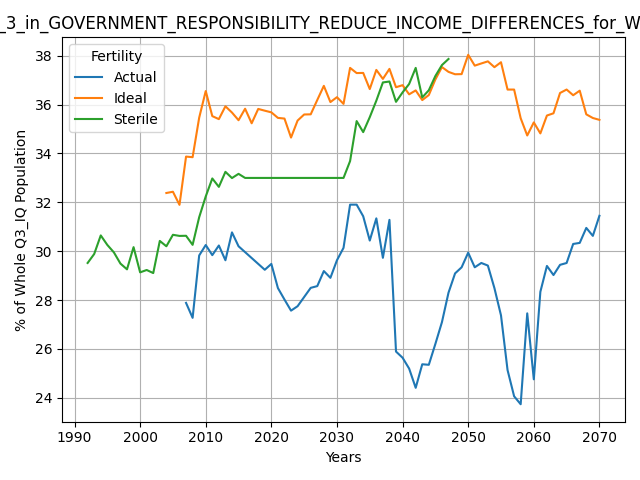 _3_in_GOVERNMENT_RESPONSIBILITY_REDUCE_INCOME_DIFFERENCES_for_W
Fertility
Actual
Ideal
Sterile
% of Whole Q3_IQ Population
38
36
34
32
30
28
26
24
1990 2000 2010 2020 2030 2040 2050 2060 2070
Years